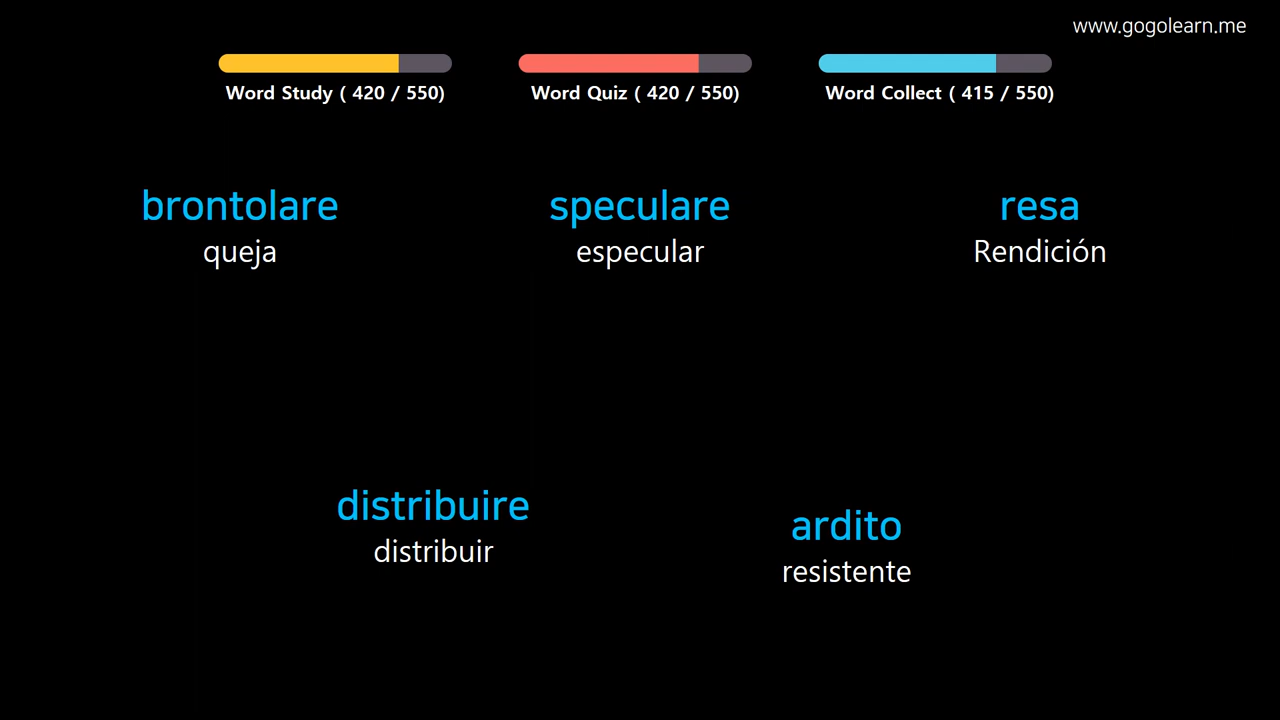 www.gogolearn.me
Word Study ( 420 / 550)
Word Quiz ( 420 / 550)
Word Collect ( 415 / 550)
brontolare
queja
speculare
especular
resa
Rendición
distribuire
distribuir
ardito
resistente